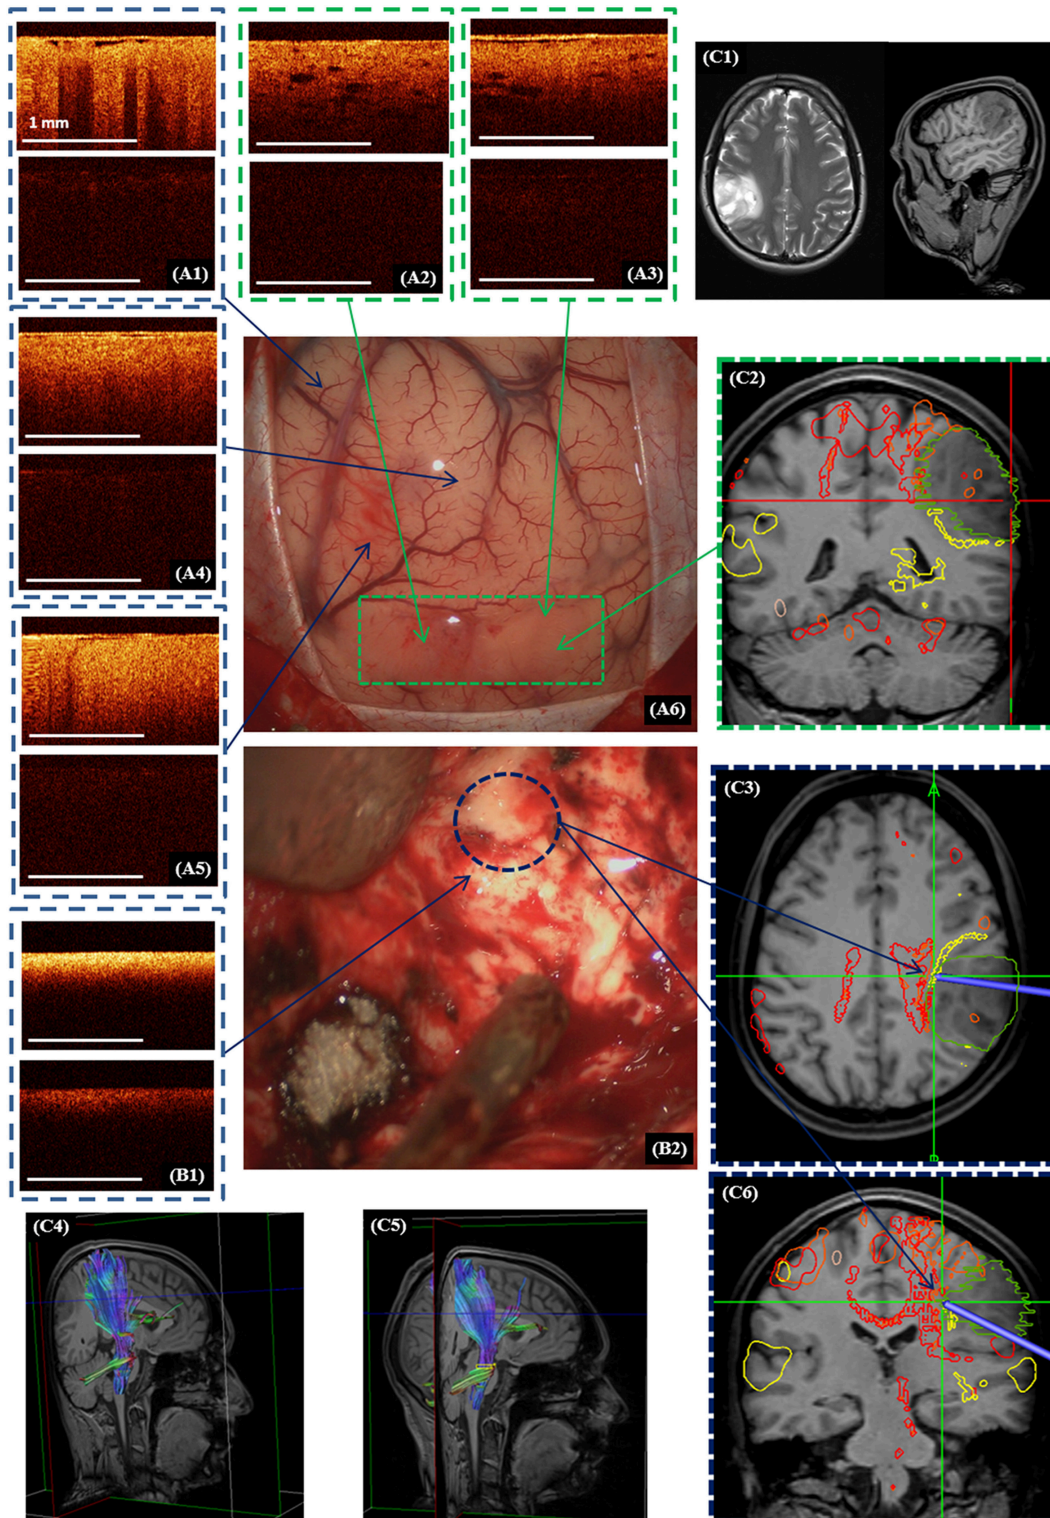 1 mm
(A1)
(A2)
(A3)
(C1)
(A4)
(C2)
(A5)
(A6)
(B1)
(B2)
(C3)
(C4)
(C5)
(C6)